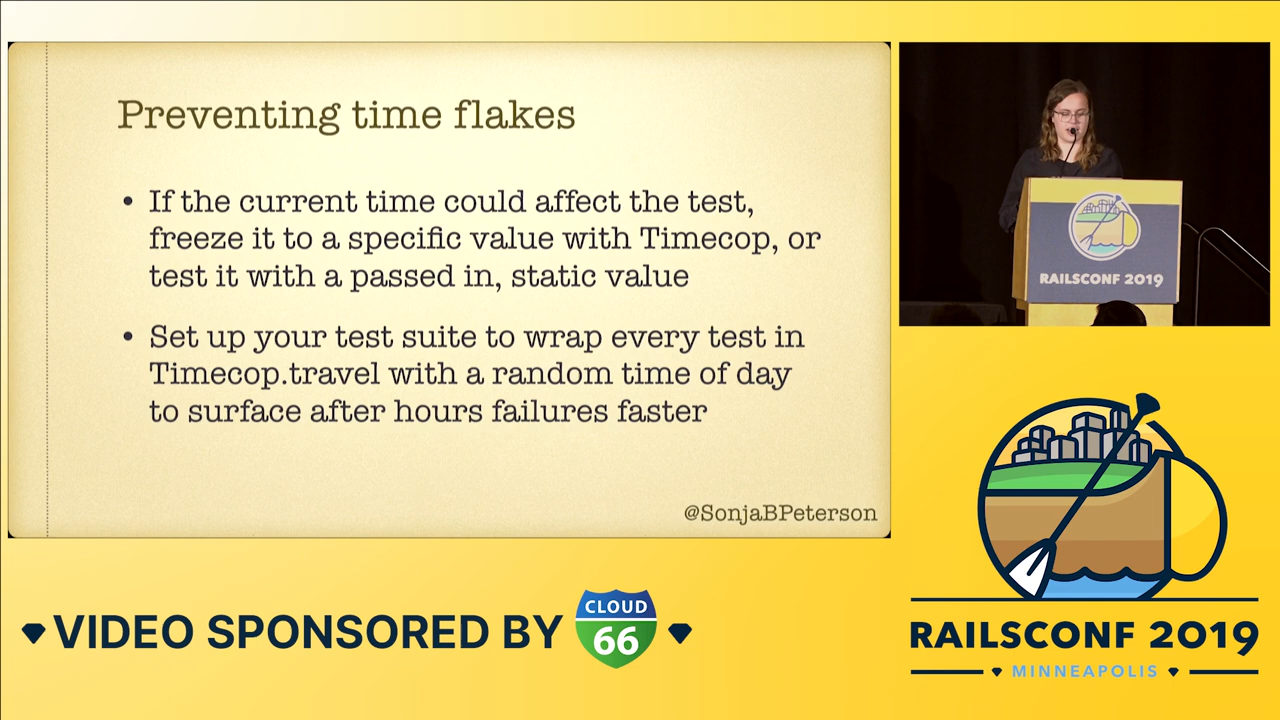 Preventing time flakes
• If the current time could affect the test,
freeze it to a specific value with Timecop, or
test it with a passed in, static value
• Set up your test suite to wrap every test in
Timecop.travel with a random time of day
to surface after hours failures faster
@SonjaBPeterson
RAILSCONF 2019
VIDEO SPONSORED BY
CLOUD
66
RAILSCONF 2019
MINNEAPOLIS